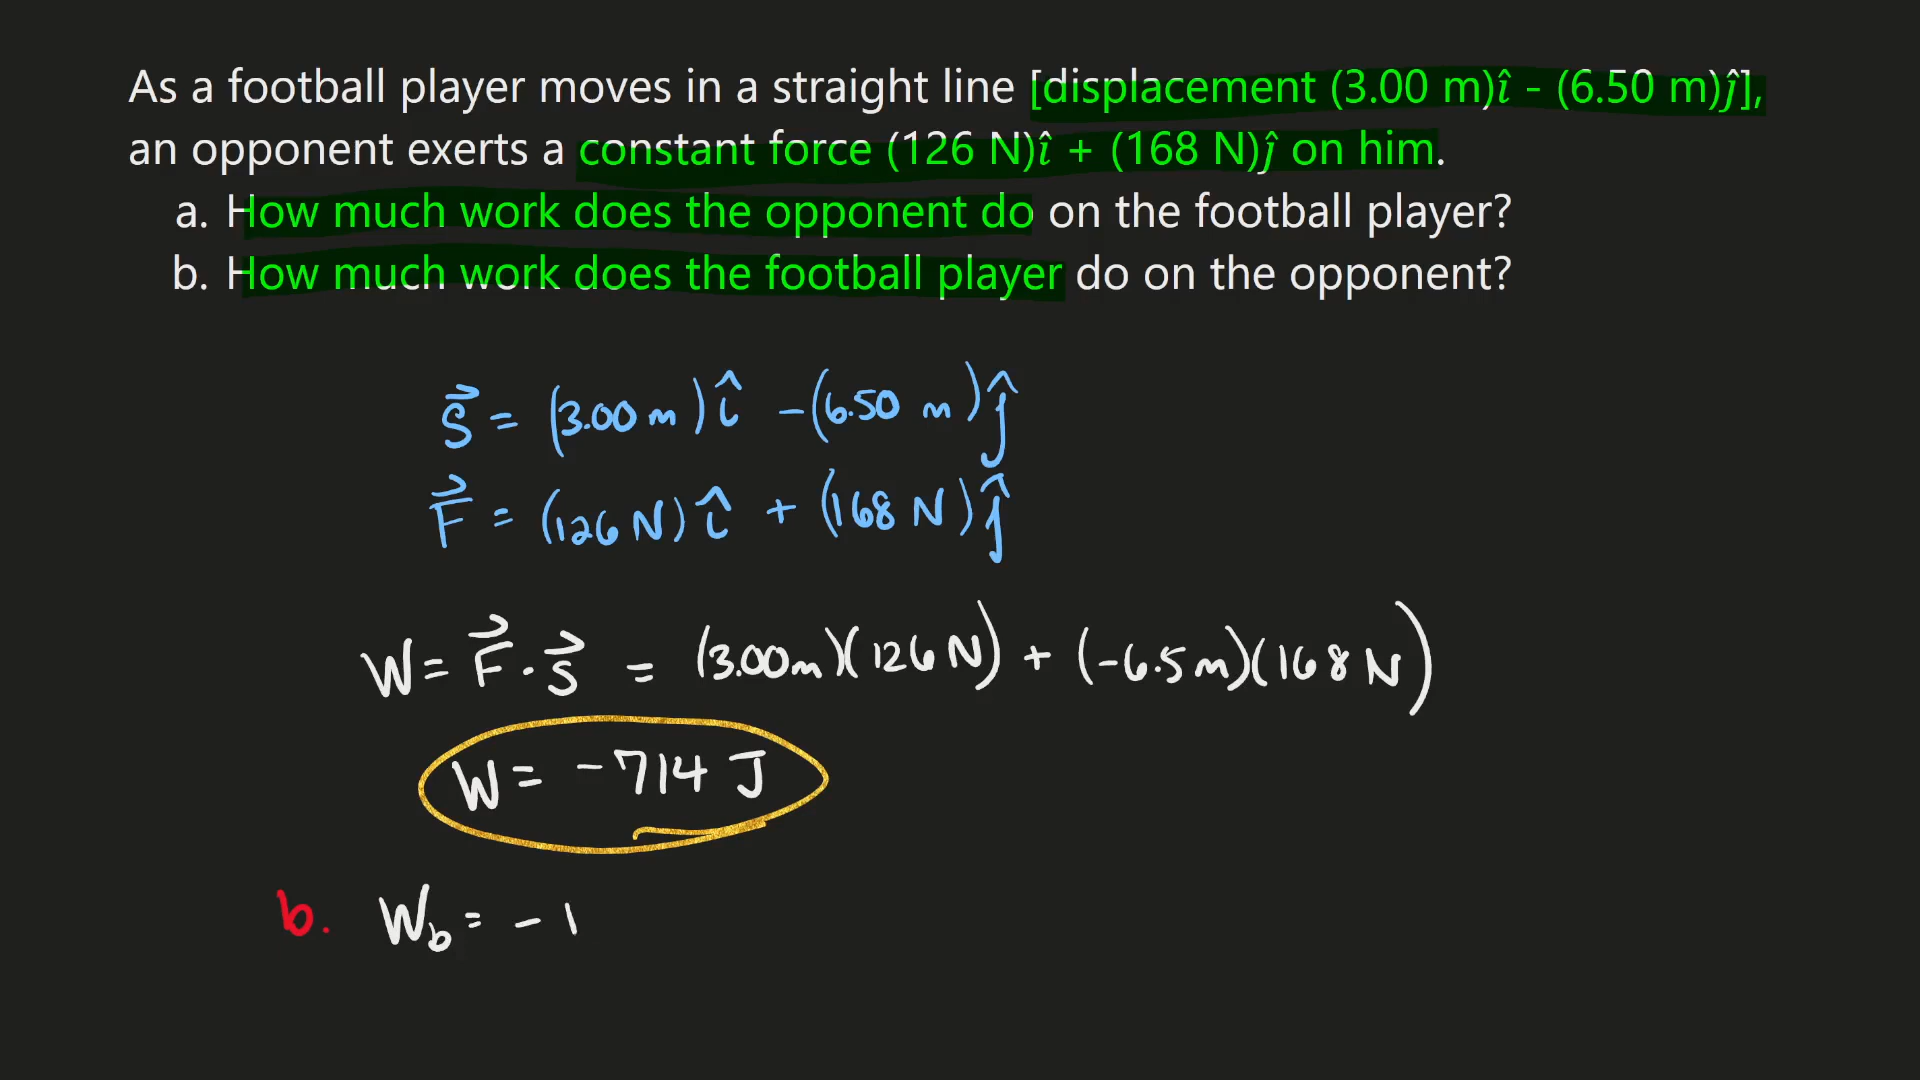 As a football player moves in a straight line [displacement (3.00 m)î - (6.50 m)ĵ],
an opponent exerts a constant force (126 N)î + (168 N)ĵ on him.
a. How much work does the opponent do on the football player?
b. How much work does the football player do on the opponent?
S⃗ = (3.00 m) î - (6.50 m) ĵ
F⃗ = (126 N) î + (168 N) ĵ
W = F⃗ · S⃗ = (3.00 m)(126 N) + (-6.5 m)(168 N)
W = -714 J
b. W_b = - 1